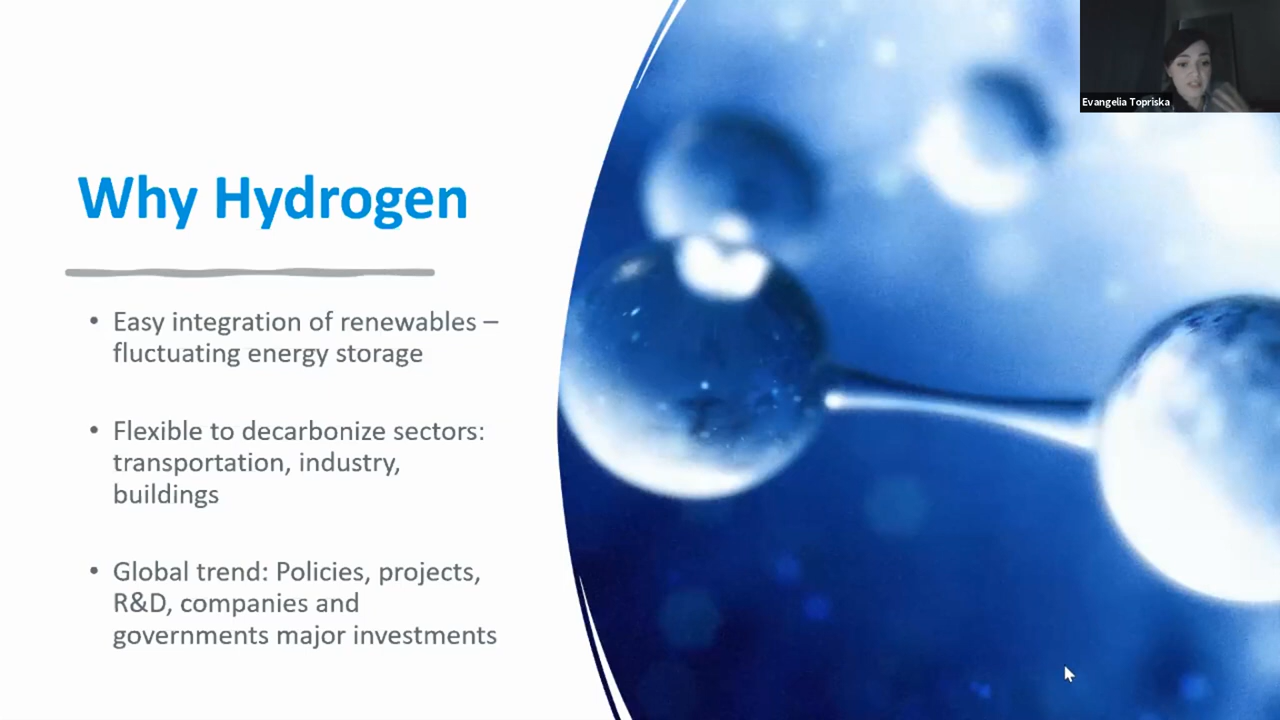 Evangelia Topriska
Why Hydrogen
• Easy integration of renewables –
fluctuating energy storage
• Flexible to decarbonize sectors:
transportation, industry,
buildings
• Global trend: Policies, projects,
R&D, companies and
governments major investments